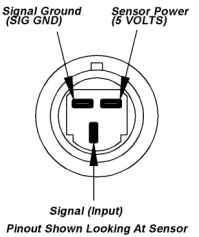 Signal Ground
(SIG GND)
Sensor Power
(5 VOLTS)
Signal (Input)
Pinout Shown Looking At Sensor